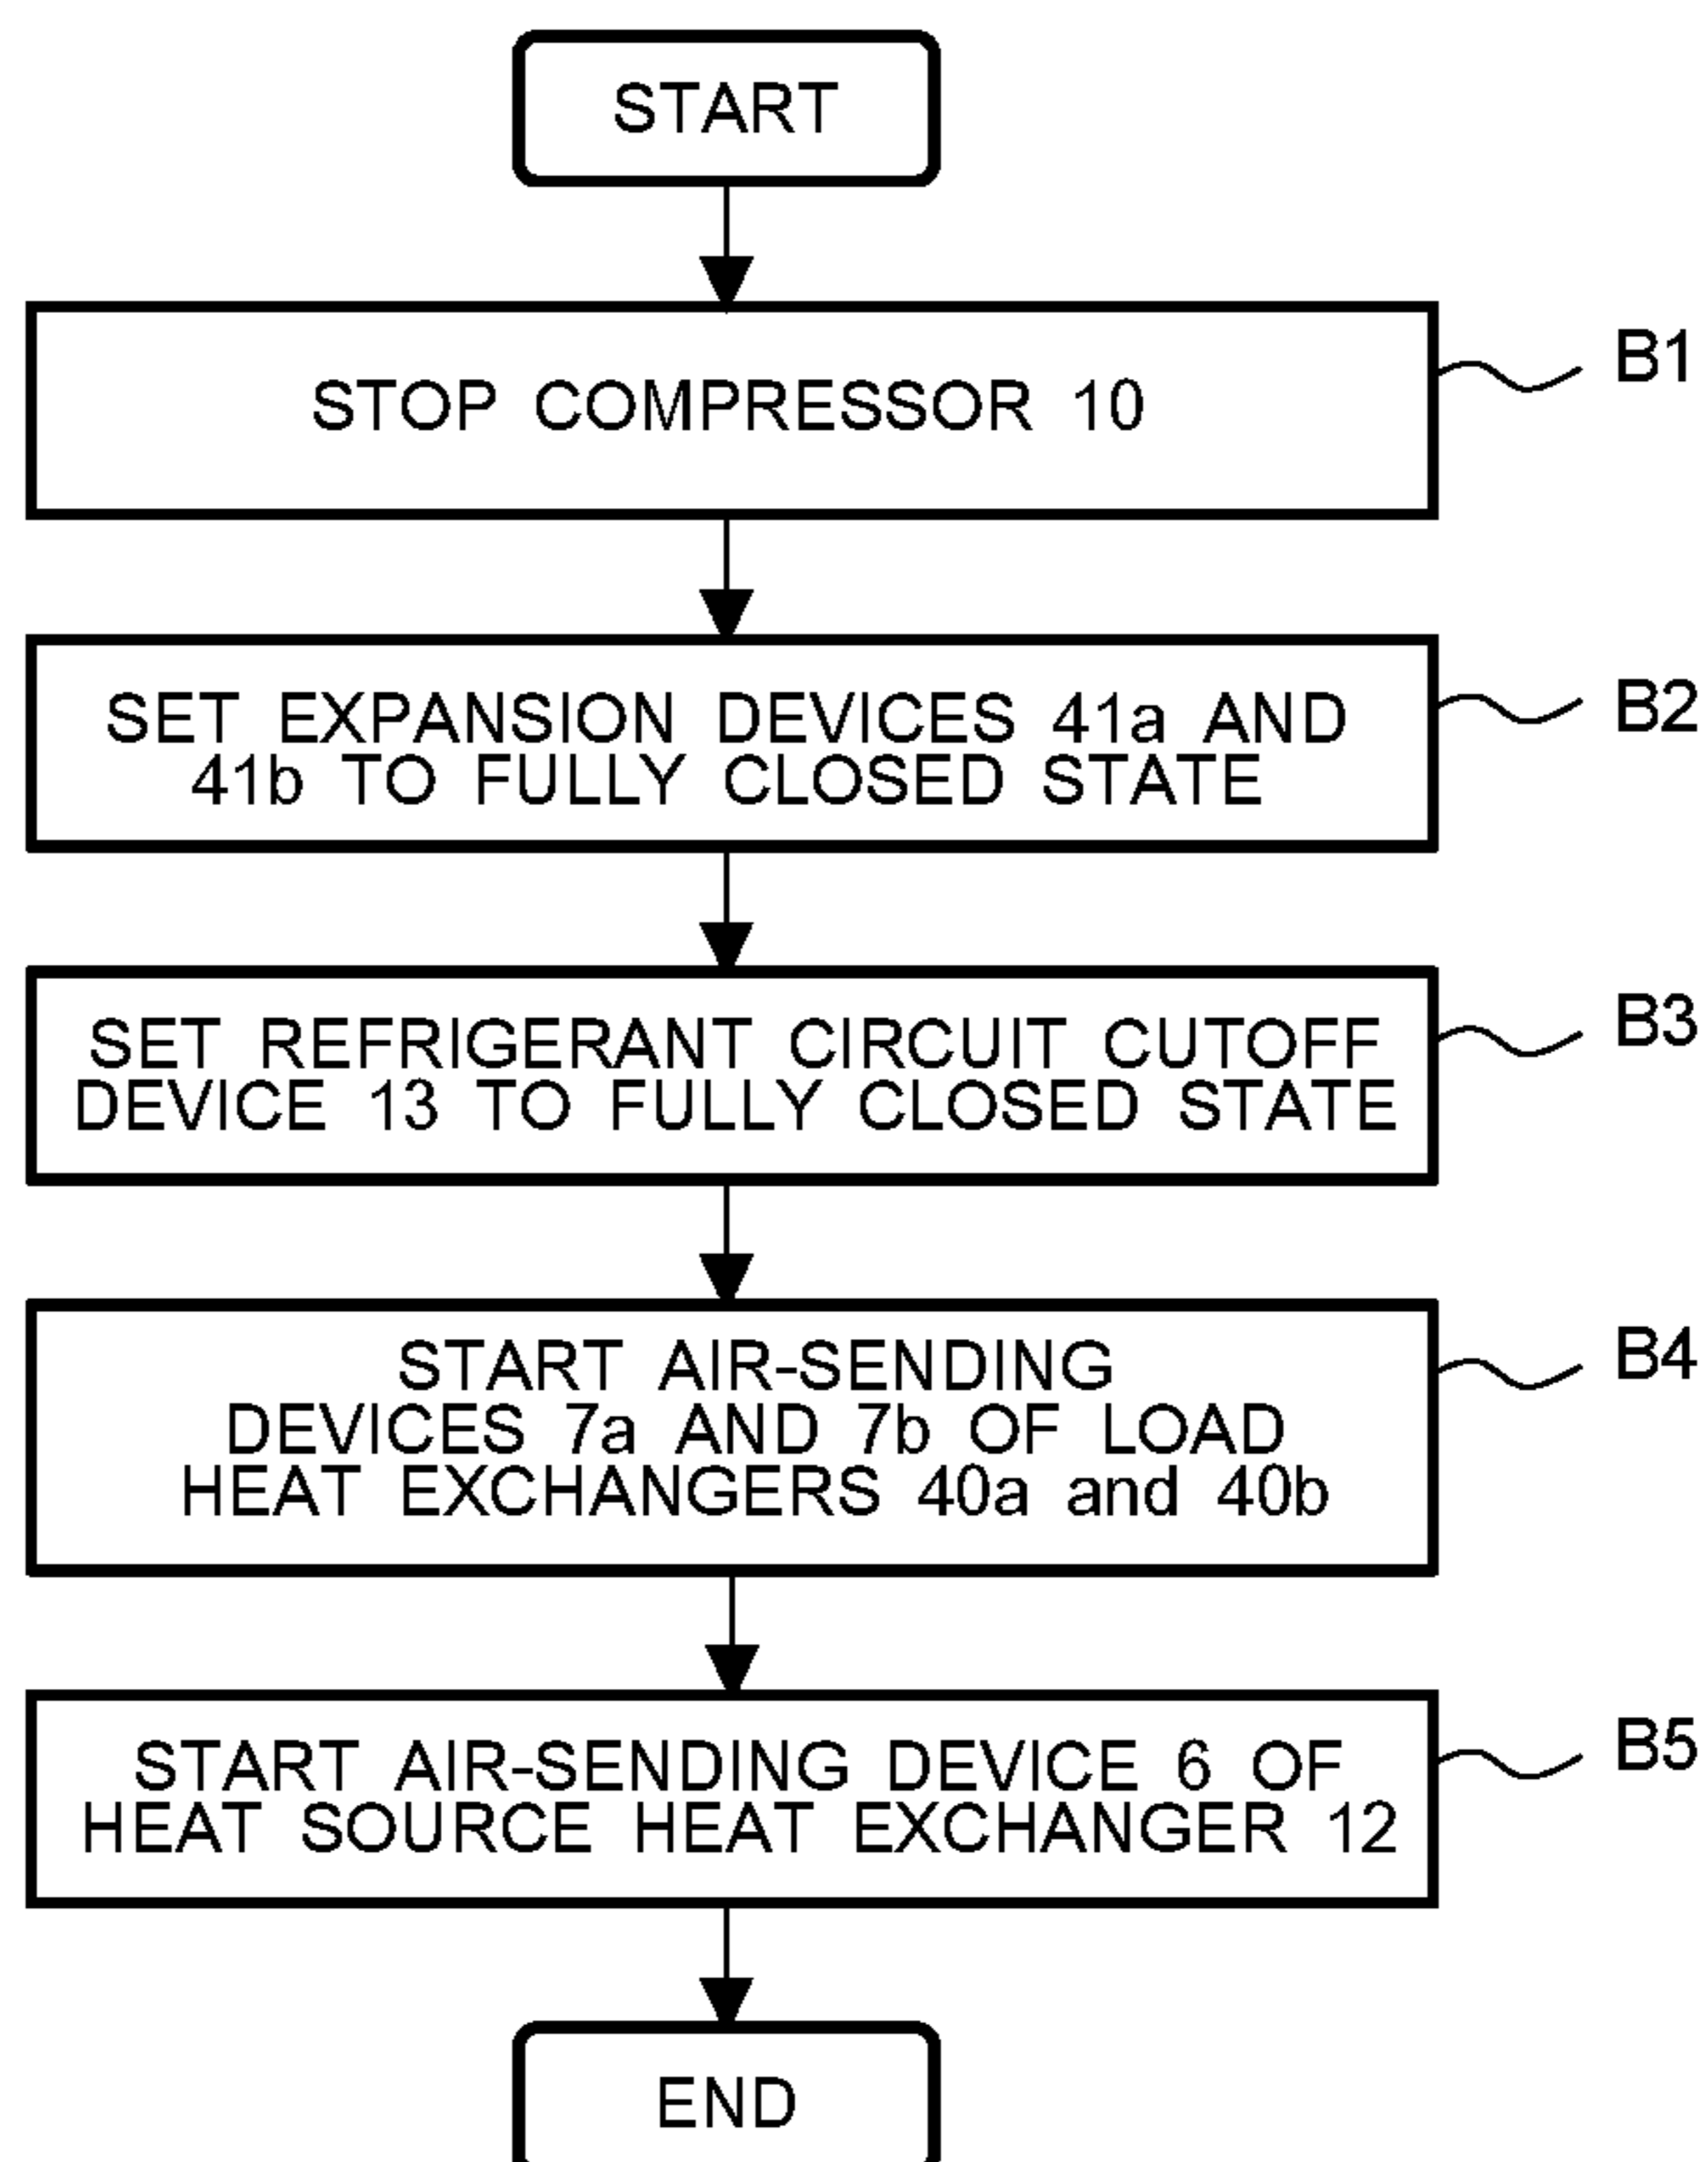 START
STOP COMPRESSOR 10
B1
SET EXPANSION DEVICES 41a AND
41b TO FULLY CLOSED STATE
B2
SET REFRIGERANT CIRCUIT CUTOFF
DEVICE 13 TO FULLY CLOSED STATE
B3
START AIR-SENDING
DEVICES 7a AND 7b OF LOAD
HEAT EXCHANGERS 40a and 40b
B4
START AIR-SENDING DEVICE 6 OF
HEAT SOURCE HEAT EXCHANGER 12
B5
END